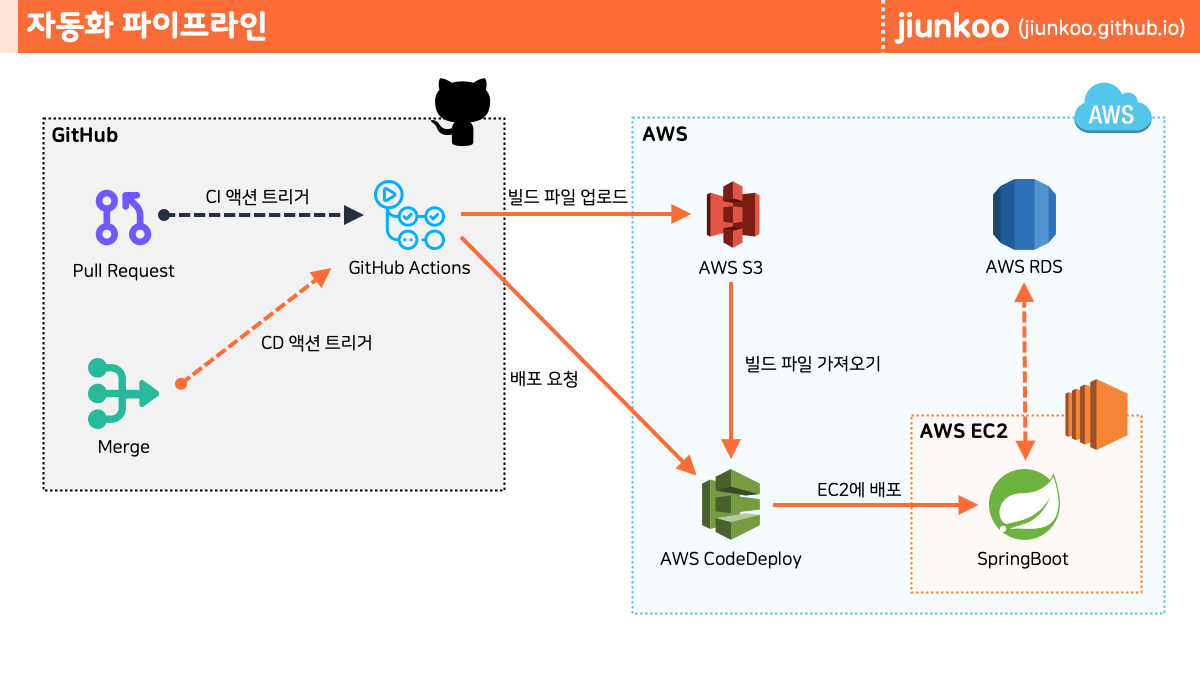 자동화 파이프라인
jiunkoo (jiunkoo.github.io)
GitHub
AWS
AWS
CI 액션 트리거
빌드 파일 업로드
Pull Request
GitHub Actions
AWS S3
AWS RDS
CD 액션 트리거
빌드 파일 가져오기
배포 요청
Merge
AWS EC2
EC2에 배포
AWS CodeDeploy
SpringBoot